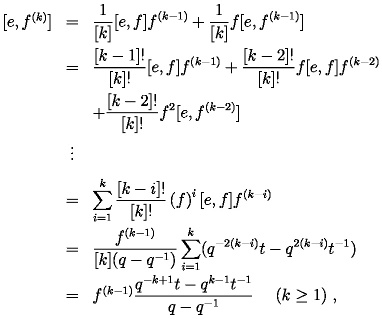 [e, f^{(k)}] = \frac{1}{[k]}[e, f]f^{(k-1)} + \frac{1}{[k]}f[e, f^{(k-1)}]
= \frac{[k-1]!}{[k]!}[e, f]f^{(k-1)} + \frac{[k-2]!}{[k]!}f[e, f]f^{(k-2)}
+\frac{[k-2]!}{[k]!}f^2[e, f^{(k-2)}]
\vdots
= \sum_{i=1}^{k} \frac{[k-i]!}{[k]!} (f)^i [e, f]f^{(k-i)}
= \frac{f^{(k-1)}}{[k](q-q^{-1})} \sum_{i=1}^{k} (q^{-2(k-i)}t - q^{2(k-i)}t^{-1})
= f^{(k-1)} \frac{q^{-k+1}t - q^{k-1}t^{-1}}{q-q^{-1}} (k \geq 1) ,